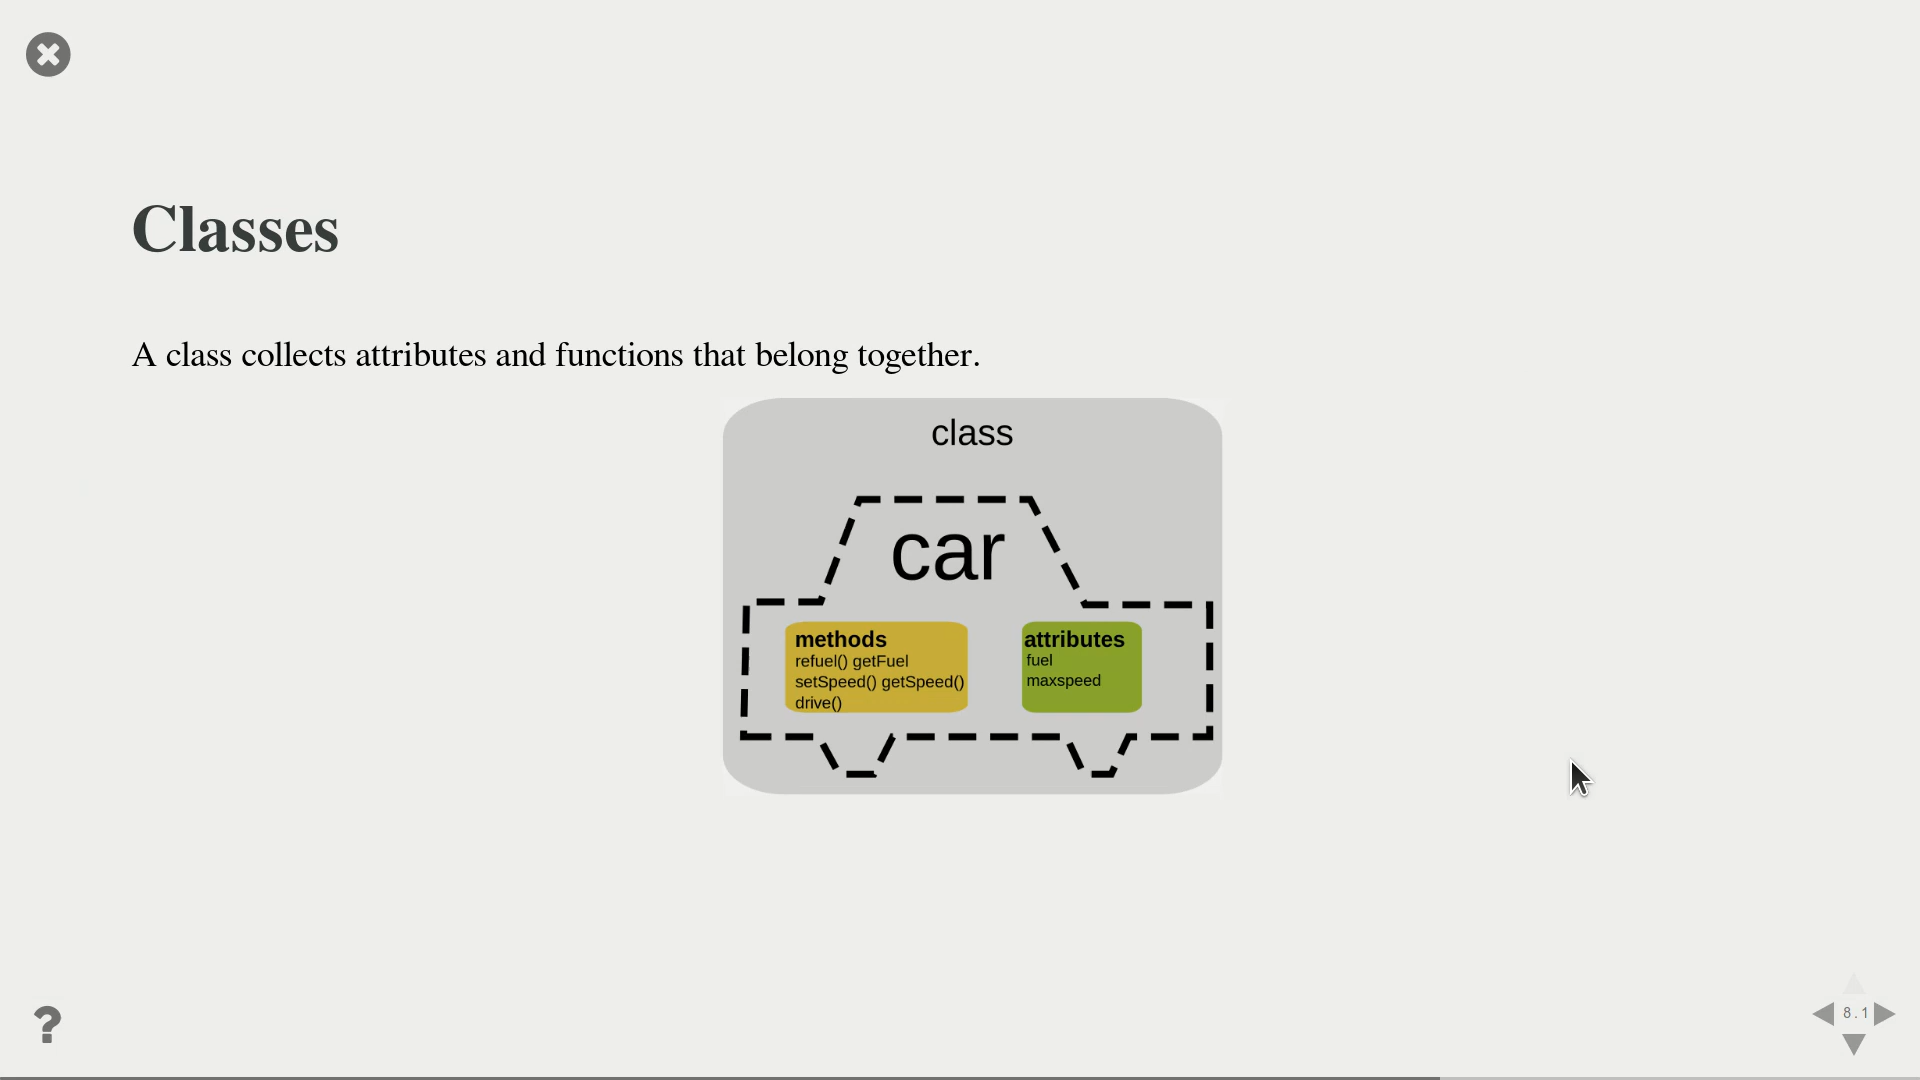 Classes
A class collects attributes and functions that belong together.
class
car
methods
refuel() getFuel
setSpeed() getSpeed()
drive()
attributes
fuel
maxspeed
?
8.1